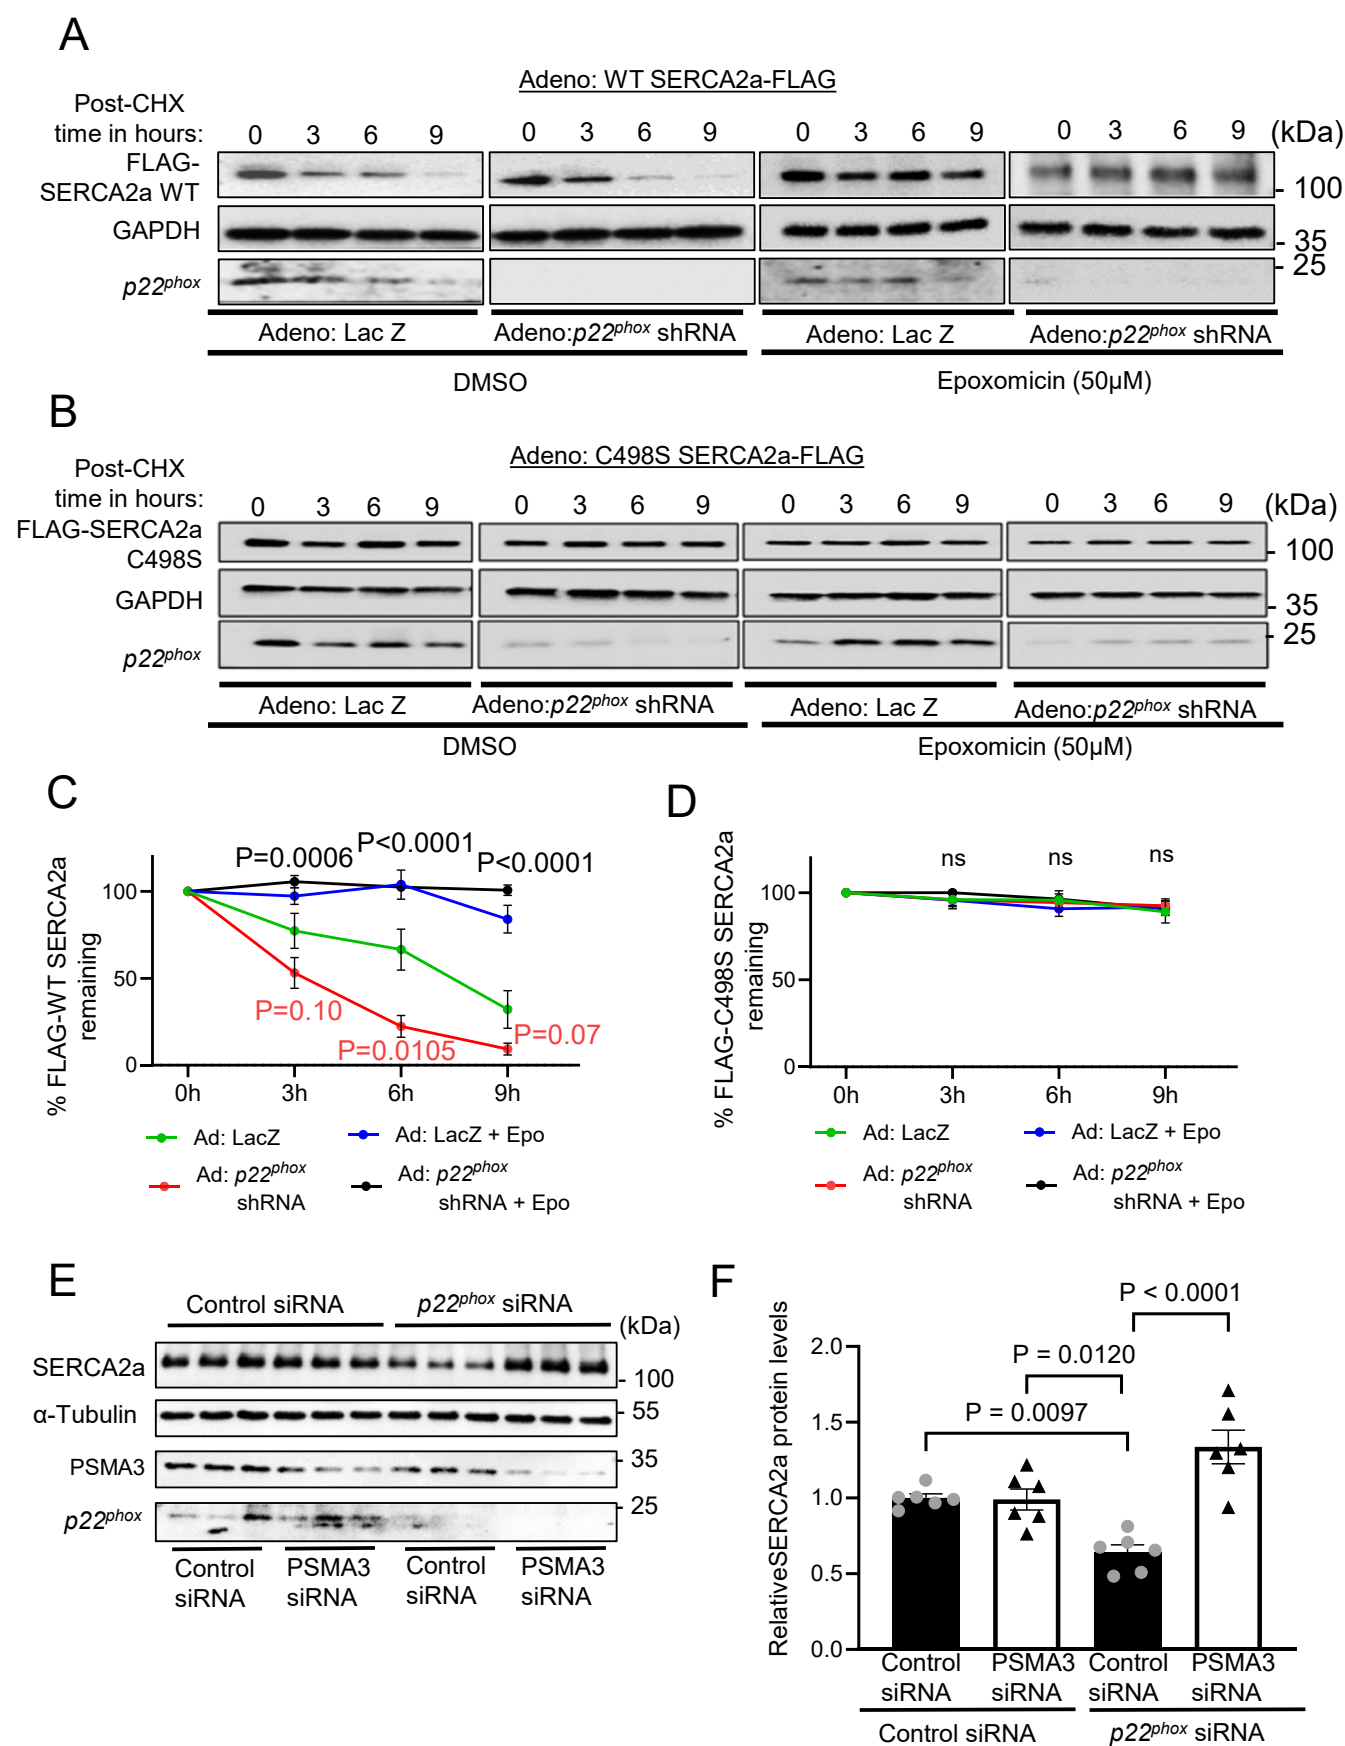 A
Adeno: WT SERCA2a-FLAG
Post-CHX
time in hours: 0 3 6 9 0 3 6 9 0 3 6 9 0 3 6 9 (kDa)
FLAG-
SERCA2a WT
- 100
GAPDH
- 35
- 25
p22phox
Adeno: Lac Z Adeno:p22phox shRNA Adeno: Lac Z Adeno:p22phox shRNA
DMSO Epoxomicin (50µM)
B
Adeno: C498S SERCA2a-FLAG
Post-CHX
time in hours: 0 3 6 9 0 3 6 9 0 3 6 9 0 3 6 9 (kDa)
FLAG-SERCA2a
C498S
- 100
GAPDH
- 35
- 25
p22phox
Adeno: Lac Z Adeno:p22phox shRNA Adeno: Lac Z Adeno:p22phox shRNA
DMSO Epoxomicin (50µM)
C
% FLAG-WT SERCA2a
remaining
100
50
0
P=0.0006 P<0.0001 P<0.0001
P=0.10
P=0.0105
P=0.07
0h 3h 6h 9h
Ad: LacZ Ad: LacZ + Epo
Ad: p22phox Ad: p22phox
shRNA shRNA + Epo
D
% FLAG-C498S SERCA2a
remaining
100
50
0
ns ns ns
0h 3h 6h 9h
Ad: LacZ Ad: LacZ + Epo
Ad: p22phox Ad: p22phox
shRNA shRNA + Epo
E
Control siRNA p22phox siRNA
(kDa)
SERCA2a
- 100
α-Tubulin
- 55
PSMA3
- 35
- 25
p22phox
Control PSMA3 Control PSMA3
siRNA siRNA siRNA siRNA
F
RelativeSERCA2a protein levels
2.0
1.5
1.0
0.5
0.0
P < 0.0001
P = 0.0120
P = 0.0097
Control PSMA3 Control PSMA3
siRNA siRNA siRNA siRNA
Control siRNA p22phox siRNA